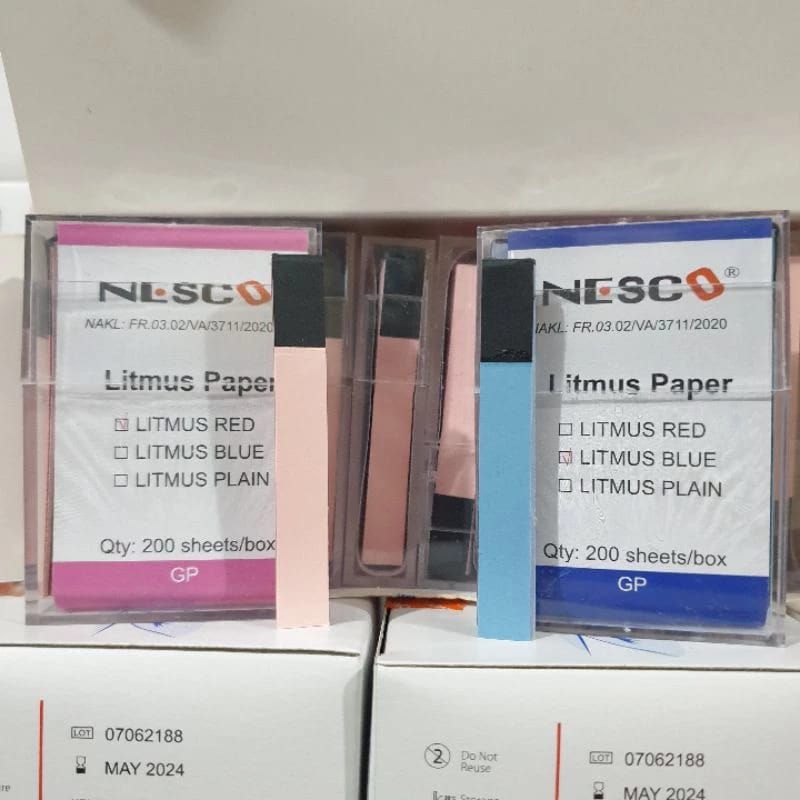 NESCO
NAKL: FR.03.02/VA/3711/2020
Litmus Paper
LITMUS RED
LITMUS BLUE
LITMUS PLAIN
Qty: 200 sheets/box
GP
NESCO®
NAKL: FR.03.02/VA/3711/2020
Litmus Paper
LITMUS RED
LITMUS BLUE
LITMUS PLAIN
Qty: 200 sheets/box
GP
LOT 07062188
MAY 2024
2 Do Not
Reuse
LOT 07062188
MAY 2024